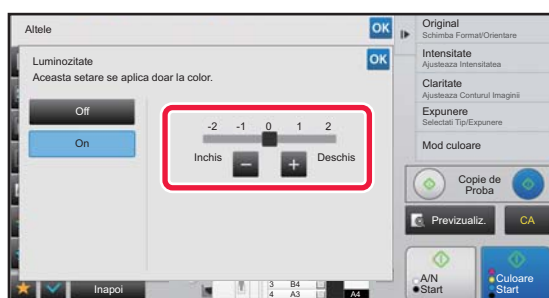 Altele
OK
Luminozitate
OK
Aceasta setare se aplica doar la color.
Off
On
-2 -1 0 1 2
Inchis
Deschis
Inapoi
3 B4
4 A3
A4
Original
Schimba Format/Orientare
Intensitate
Ajusteaza Intensitatea
Claritate
Ajusteaza Conturul Imaginii
Expunere
Selectati Tip/Expunere
Mod culoare
Copie de
Proba
Previzualiz.
CA
A/N
Start
Culoare
Start